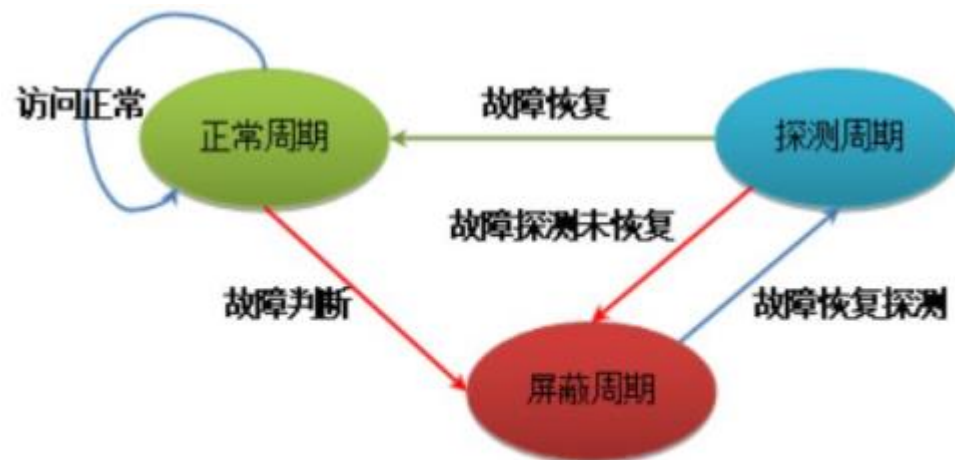 访问正常
正常周期
故障恢复
探测周期
故障探测未恢复
故障判断
故障恢复探测
屏蔽周期